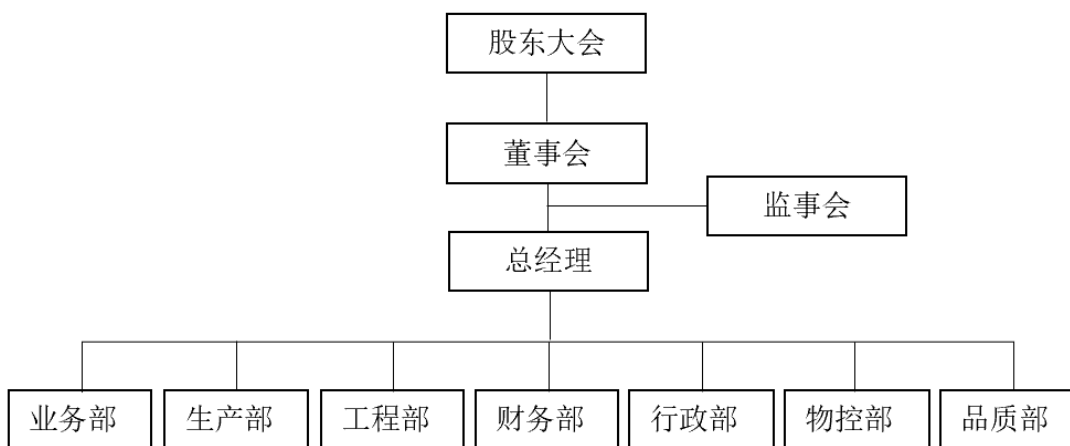 股东大会
董事会
监事会
总经理
业务部
生产部
工程部
财务部
行政部
物控部
品质部